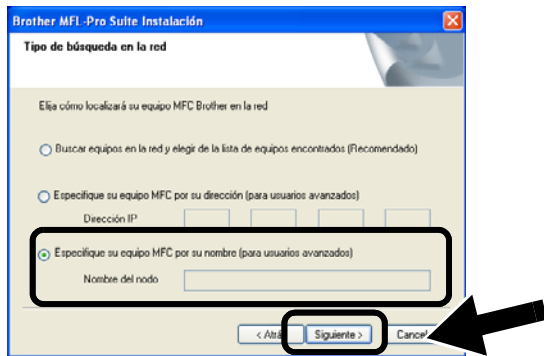 Brother MFL-Pro Suite Instalación
Tipo de búsqueda en la red
Elija cómo localizará su equipo MFC Brother en la red
Buscar equipos en la red y elegir de la lista de equipos encontrados (Recomendado)
Especifique su equipo MFC por su dirección (para usuarios avanzados)
Dirección IP
Especifique su equipo MFC por su nombre (para usuarios avanzados)
Nombre del nodo
< Atrá
Siguiente >
Cancel